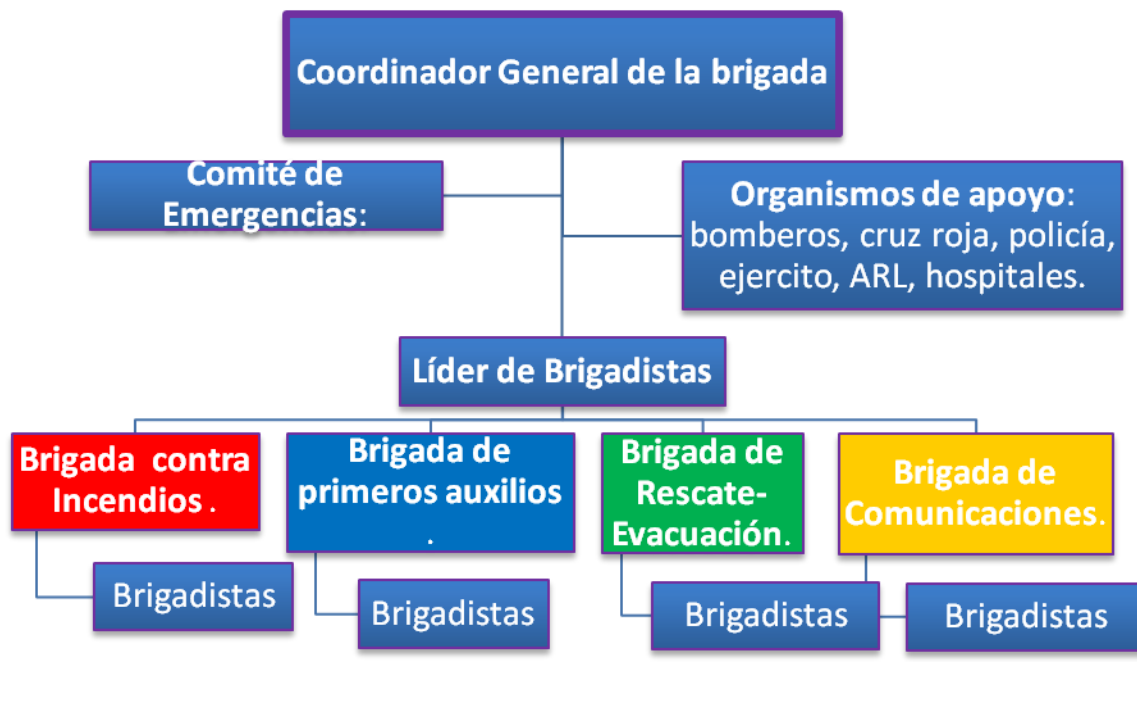 Coordinador General de la brigada
Comité de
Emergencias:
Organismos de apoyo:
bomberos, cruz roja, policía,
ejercito, ARL, hospitales.
Líder de Brigadistas
Brigada contra
Incendios .
Brigada de
primeros auxilios
.
Brigada de
Rescate-
Evacuación.
Brigada de
Comunicaciones.
Brigadistas
Brigadistas
Brigadistas
Brigadistas